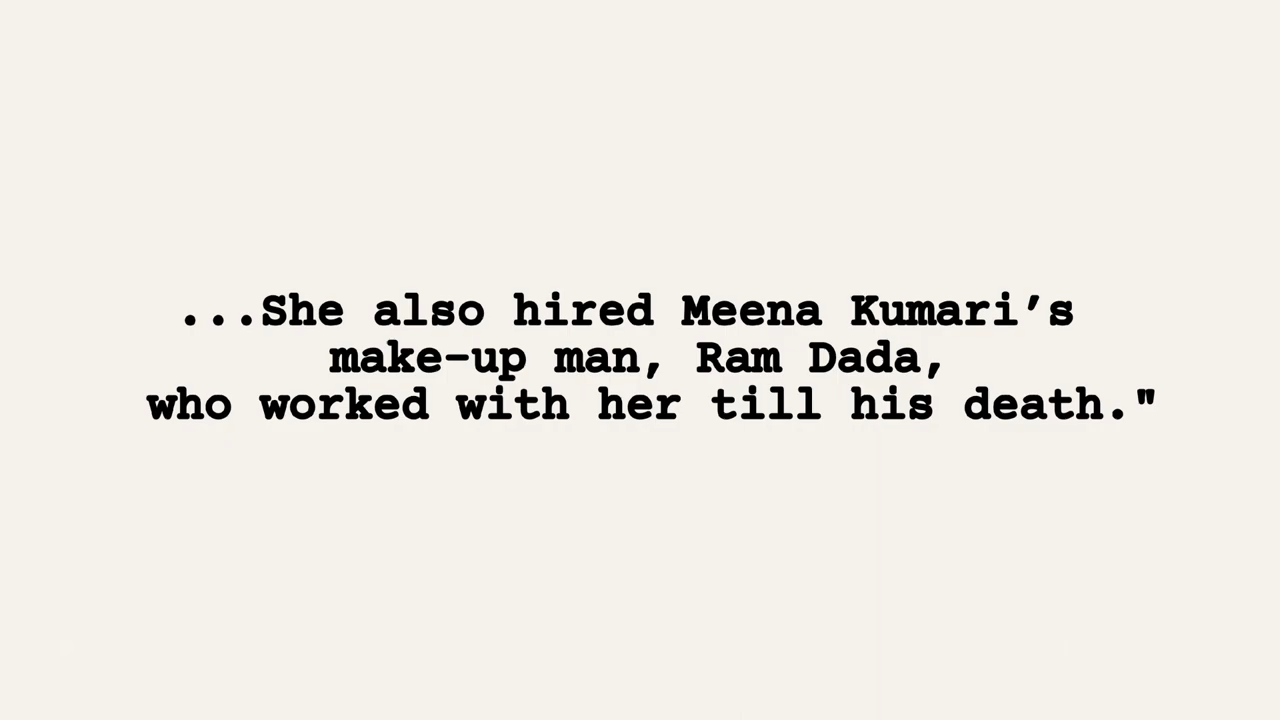 ...She also hired Meena Kumari’s
make-up man, Ram Dada,
who worked with her till his death."